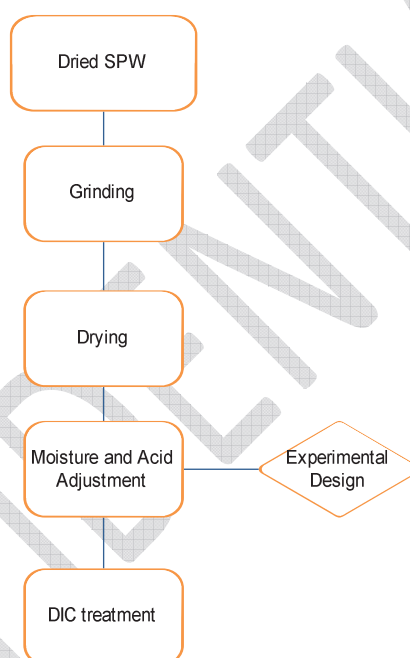 Dried SPW
Grinding
Drying
Moisture and Acid
Adjustment
Experimental
Design
DIC treatment